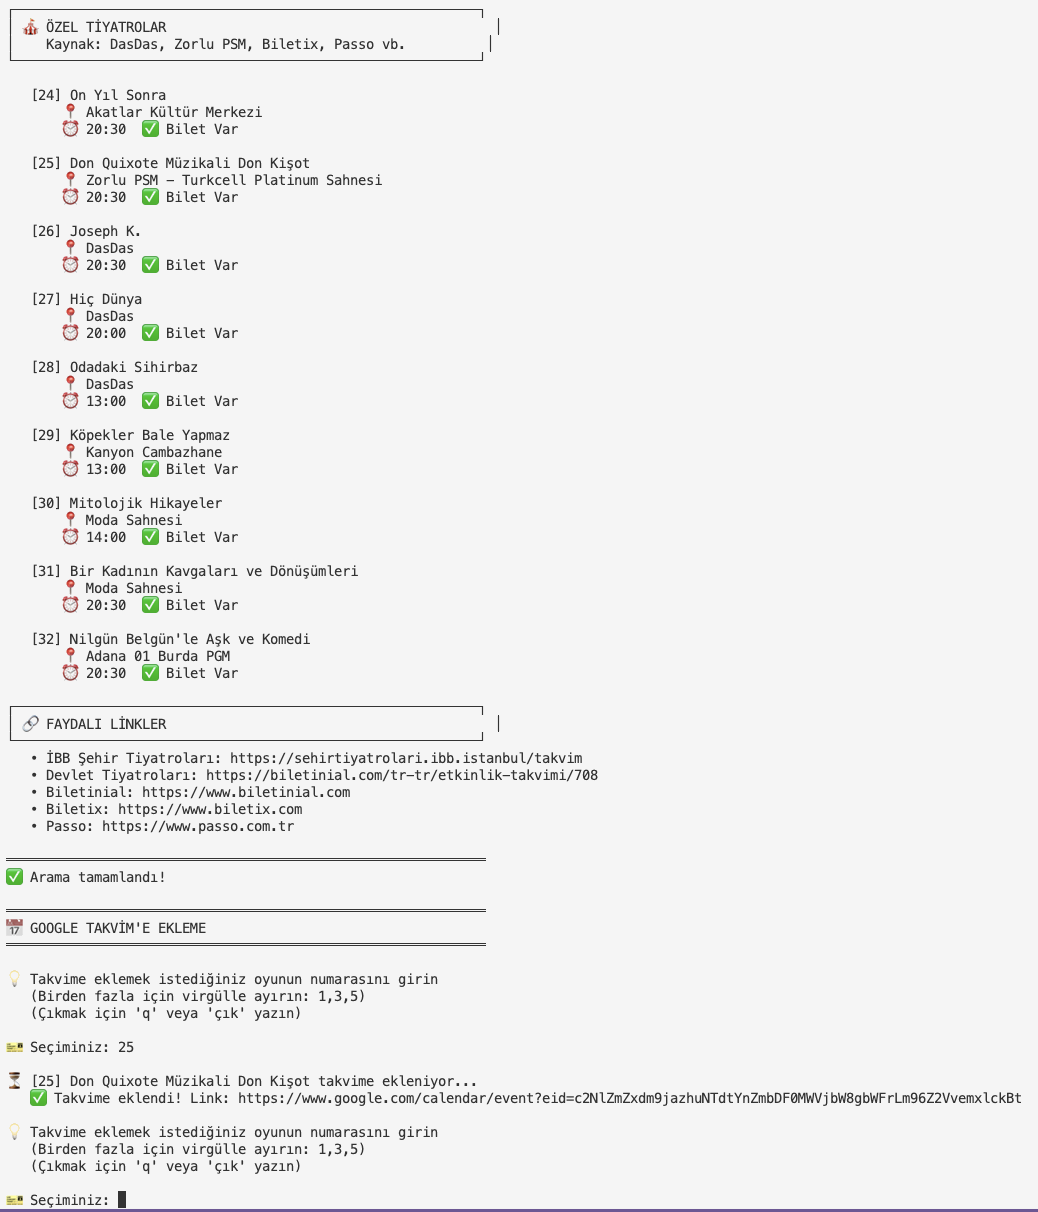 🎪 ÖZEL TİYATROLAR
Kaynak: DasDas, Zorlu PSM, Biletix, Passo vb.
[24] On Yıl Sonra
📍 Akatlar Kültür Merkezi
⏰ 20:30 ✅ Bilet Var
[25] Don Quixote Müzikali Don Kişot
📍 Zorlu PSM – Turkcell Platinum Sahnesi
⏰ 20:30 ✅ Bilet Var
[26] Joseph K.
📍 DasDas
⏰ 20:30 ✅ Bilet Var
[27] Hiç Dünya
📍 DasDas
⏰ 20:00 ✅ Bilet Var
[28] Odadaki Sihirbaz
📍 DasDas
⏰ 13:00 ✅ Bilet Var
[29] Köpekler Bale Yapmaz
📍 Kanyon Cambazhane
⏰ 13:00 ✅ Bilet Var
[30] Mitolojik Hikayeler
📍 Moda Sahnesi
⏰ 14:00 ✅ Bilet Var
[31] Bir Kadının Kavgaları ve Dönüşümleri
📍 Moda Sahnesi
⏰ 20:30 ✅ Bilet Var
[32] Nilgün Belgün'le Aşk ve Komedi
📍 Adana 01 Burda PGM
⏰ 20:30 ✅ Bilet Var
🔗 FAYDALI LİNKLER
• İBB Şehir Tiyatroları: https://sehirtiyatrolari.ibb.istanbul/takvim
• Devlet Tiyatroları: https://biletinial.com/tr-tr/etkinlik-takvimi/708
• Biletinial: https://www.biletinial.com
• Biletix: https://www.biletix.com
• Passo: https://www.passo.com.tr
✅ Arama tamamlandı!
📅 GOOGLE TAKVİM'E EKLEME
💡 Takvime eklemek istediğiniz oyunun numarasını girin
(Birden fazla için virgülle ayırın: 1,3,5)
(Çıkmak için 'q' veya 'çık' yazın)
🎫 Seçiminiz: 25
⏳ [25] Don Quixote Müzikali Don Kişot takvime ekleniyor...
✅ Takvime eklendi! Link: https://www.google.com/calendar/event?eid=c2NlZmZxdm9jazhuNTdtYnZmbDF0MWVjbW8gbWFrLm96Z2VvemxlckBt
💡 Takvime eklemek istediğiniz oyunun numarasını girin
(Birden fazla için virgülle ayırın: 1,3,5)
(Çıkmak için 'q' veya 'çık' yazın)
🎫 Seçiminiz: